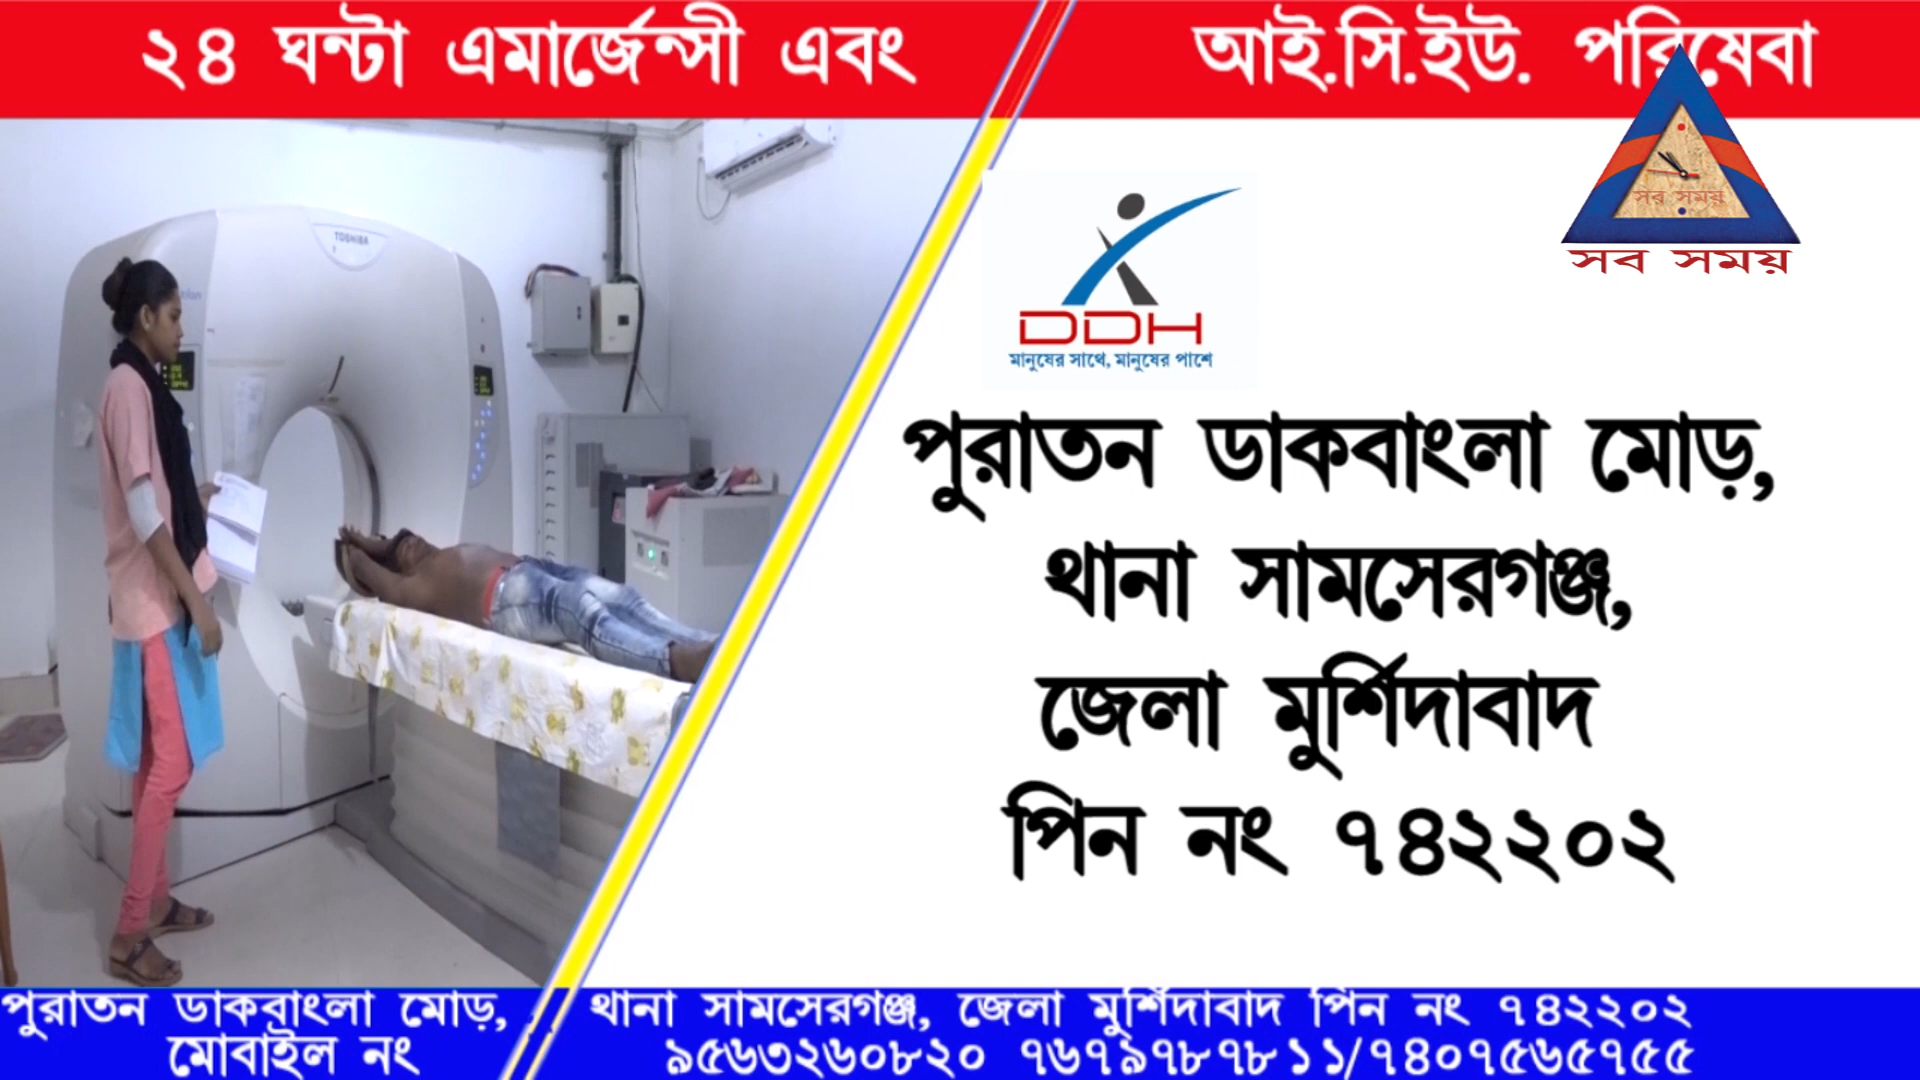 ২৪ ঘন্টা এমার্জেন্সী এবং আই.সি.ইউ. পরিষেবা
সব সময়
সব সময়
TOSHIBA
DDH
মানুষের সাথে, মানুষের পাশে
পুরাতন ডাকবাংলা মোড়,
থানা সামসেরগঞ্জ,
জেলা মুর্শিদাবাদ
পিন নং ৭৪২২০২
পুরাতন ডাকবাংলা মোড়, থানা সামসেরগঞ্জ, জেলা মুর্শিদাবাদ পিন নং ৭৪২২০২
মোবাইল নং ৯৫৬৩২৬০৮২০ ৭৬৭৯৭৮৭৮১১/৭৪০৭৫৬৫৭৫৫